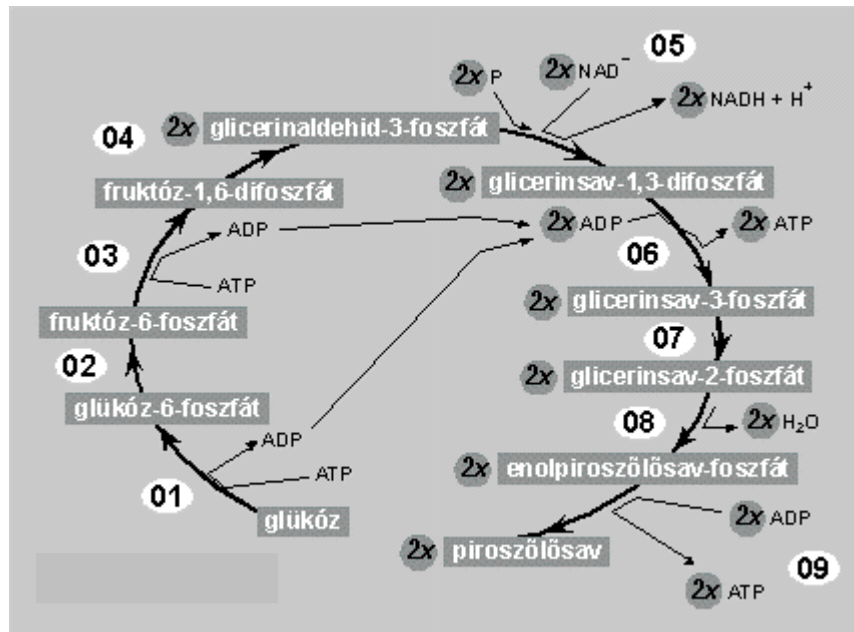 05
2x P
2x NAD⁻
2x NADH + H⁺
04
2x glicerinaldehid-3-foszfát
fruktóz-1,6-difoszfát
2x glicerinsav-1,3-difoszfát
ADP
2x ADP
2x ATP
03
06
ATP
2x glicerinsav-3-foszfát
fruktóz-6-foszfát
07
02
2x glicerinsav-2-foszfát
glükóz-6-foszfát
08
2x H₂O
ADP
2x enolpiroszõlõsav-foszfát
ATP
01
glükóz
2x ADP
2x piroszõlõsav
09
2x ATP